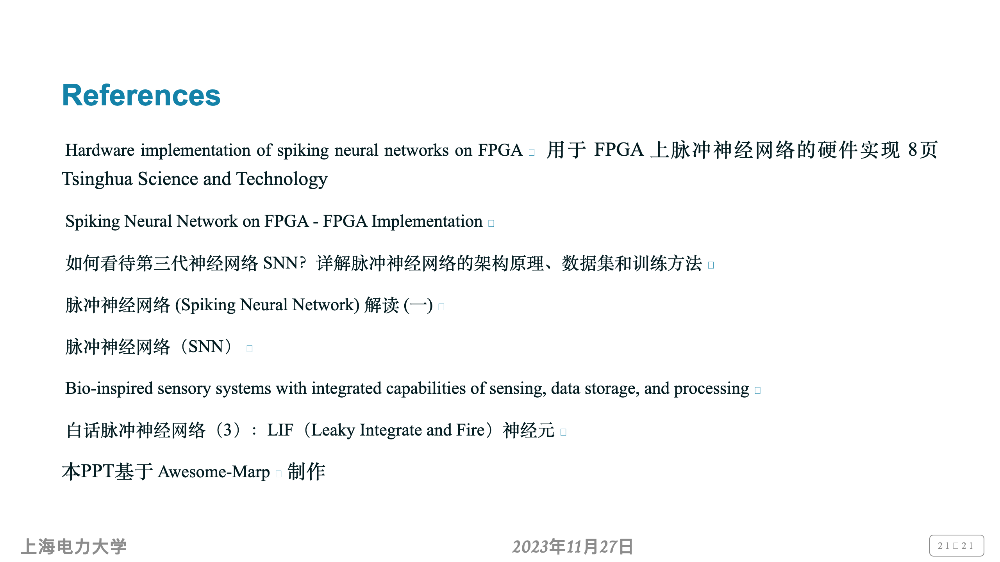 References
Hardware implementation of spiking neural networks on FPGA 用于 FPGA 上脉冲神经网络的硬件实现 8页
Tsinghua Science and Technology
Spiking Neural Network on FPGA - FPGA Implementation
如何看待第三代神经网络 SNN？详解脉冲神经网络的架构原理、数据集和训练方法
脉冲神经网络 (Spiking Neural Network) 解读 (一)
脉冲神经网络（SNN）
Bio-inspired sensory systems with integrated capabilities of sensing, data storage, and processing
白话脉冲神经网络（3）：LIF（Leaky Integrate and Fire）神经元
本PPT基于 Awesome-Marp 制作
上海电力大学
2023年11月27日
21 21